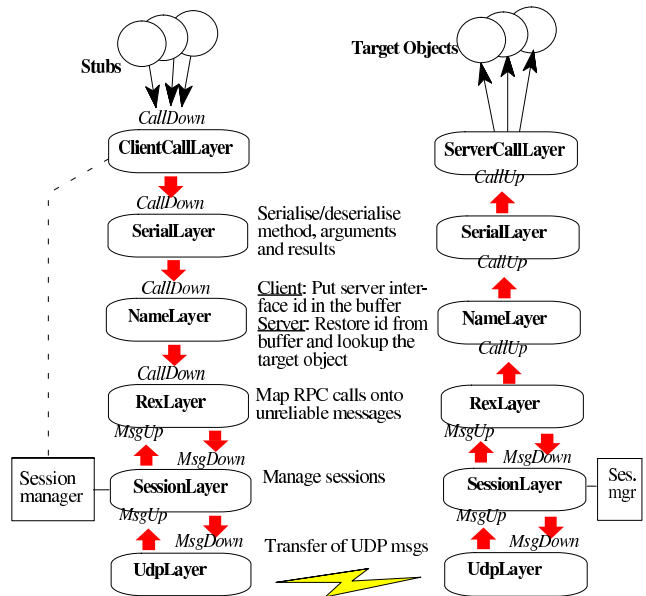 Stubs
Target Objects
CallDown
ClientCallLayer
ServerCallLayer
CallUp
CallDown
SerialLayer
Serialise/deserialise
method, arguments
and results
SerialLayer
CallUp
CallDown
NameLayer
Client: Put server inter-
face id in the buffer
Server: Restore id from
buffer and lookup the
target object
NameLayer
CallUp
CallDown
RexLayer
Map RPC calls onto
unreliable messages
RexLayer
MsgUp
MsgDown
MsgUp
MsgDown
Session
manager
SessionLayer
Manage sessions
SessionLayer
Ses.
mgr
MsgUp
MsgDown
MsgUp
MsgDown
UdpLayer
Transfer of UDP msgs
UdpLayer